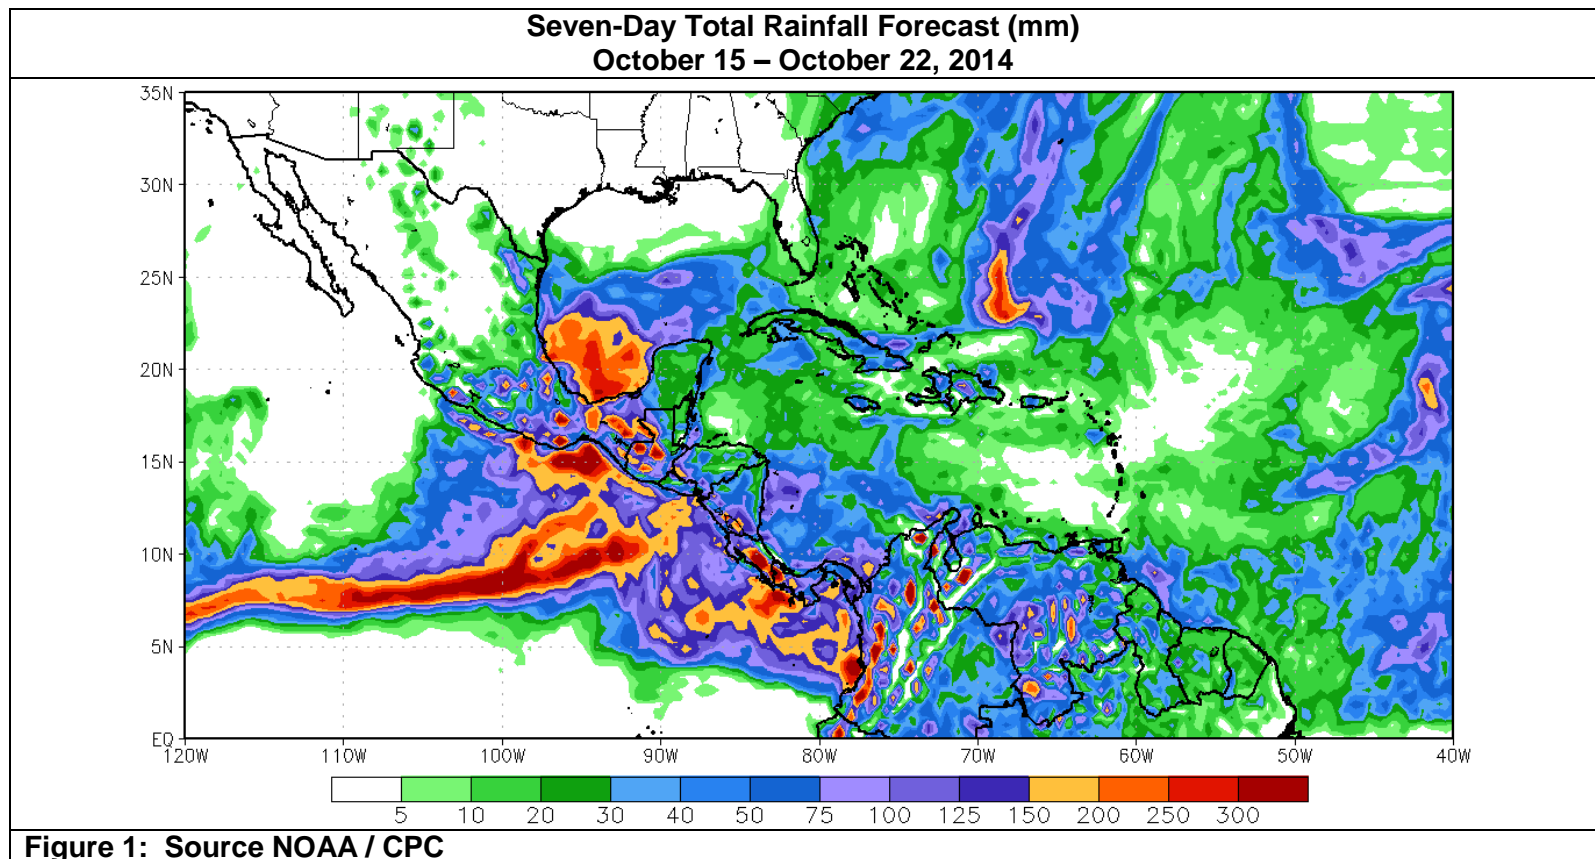 Seven-Day Total Rainfall Forecast (mm)
October 15 – October 22, 2014
35N
30N
25N
20N
15N
10N
5N
EQ
120W 110W 100W 90W 80W 70W 60W 50W 40W
5 10 20 30 40 50 75 100 125 150 200 250 300
Figure 1: Source NOAA / CPC